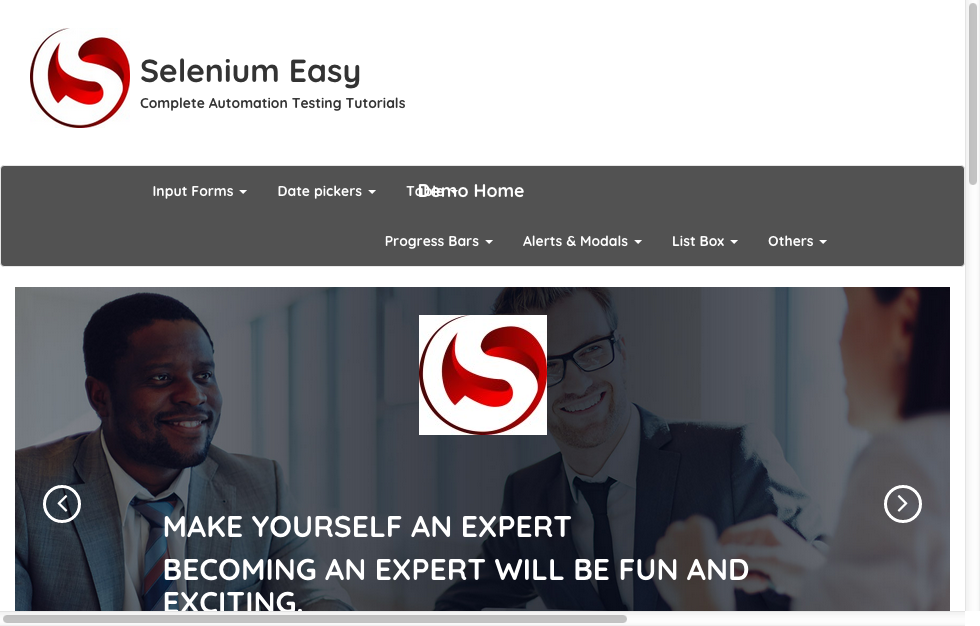 Selenium Easy
Complete Automation Testing Tutorials
Input Forms Date pickers Table Demo Home
Progress Bars Alerts & Modals List Box Others
MAKE YOURSELF AN EXPERT
BECOMING AN EXPERT WILL BE FUN AND
EXCITING.